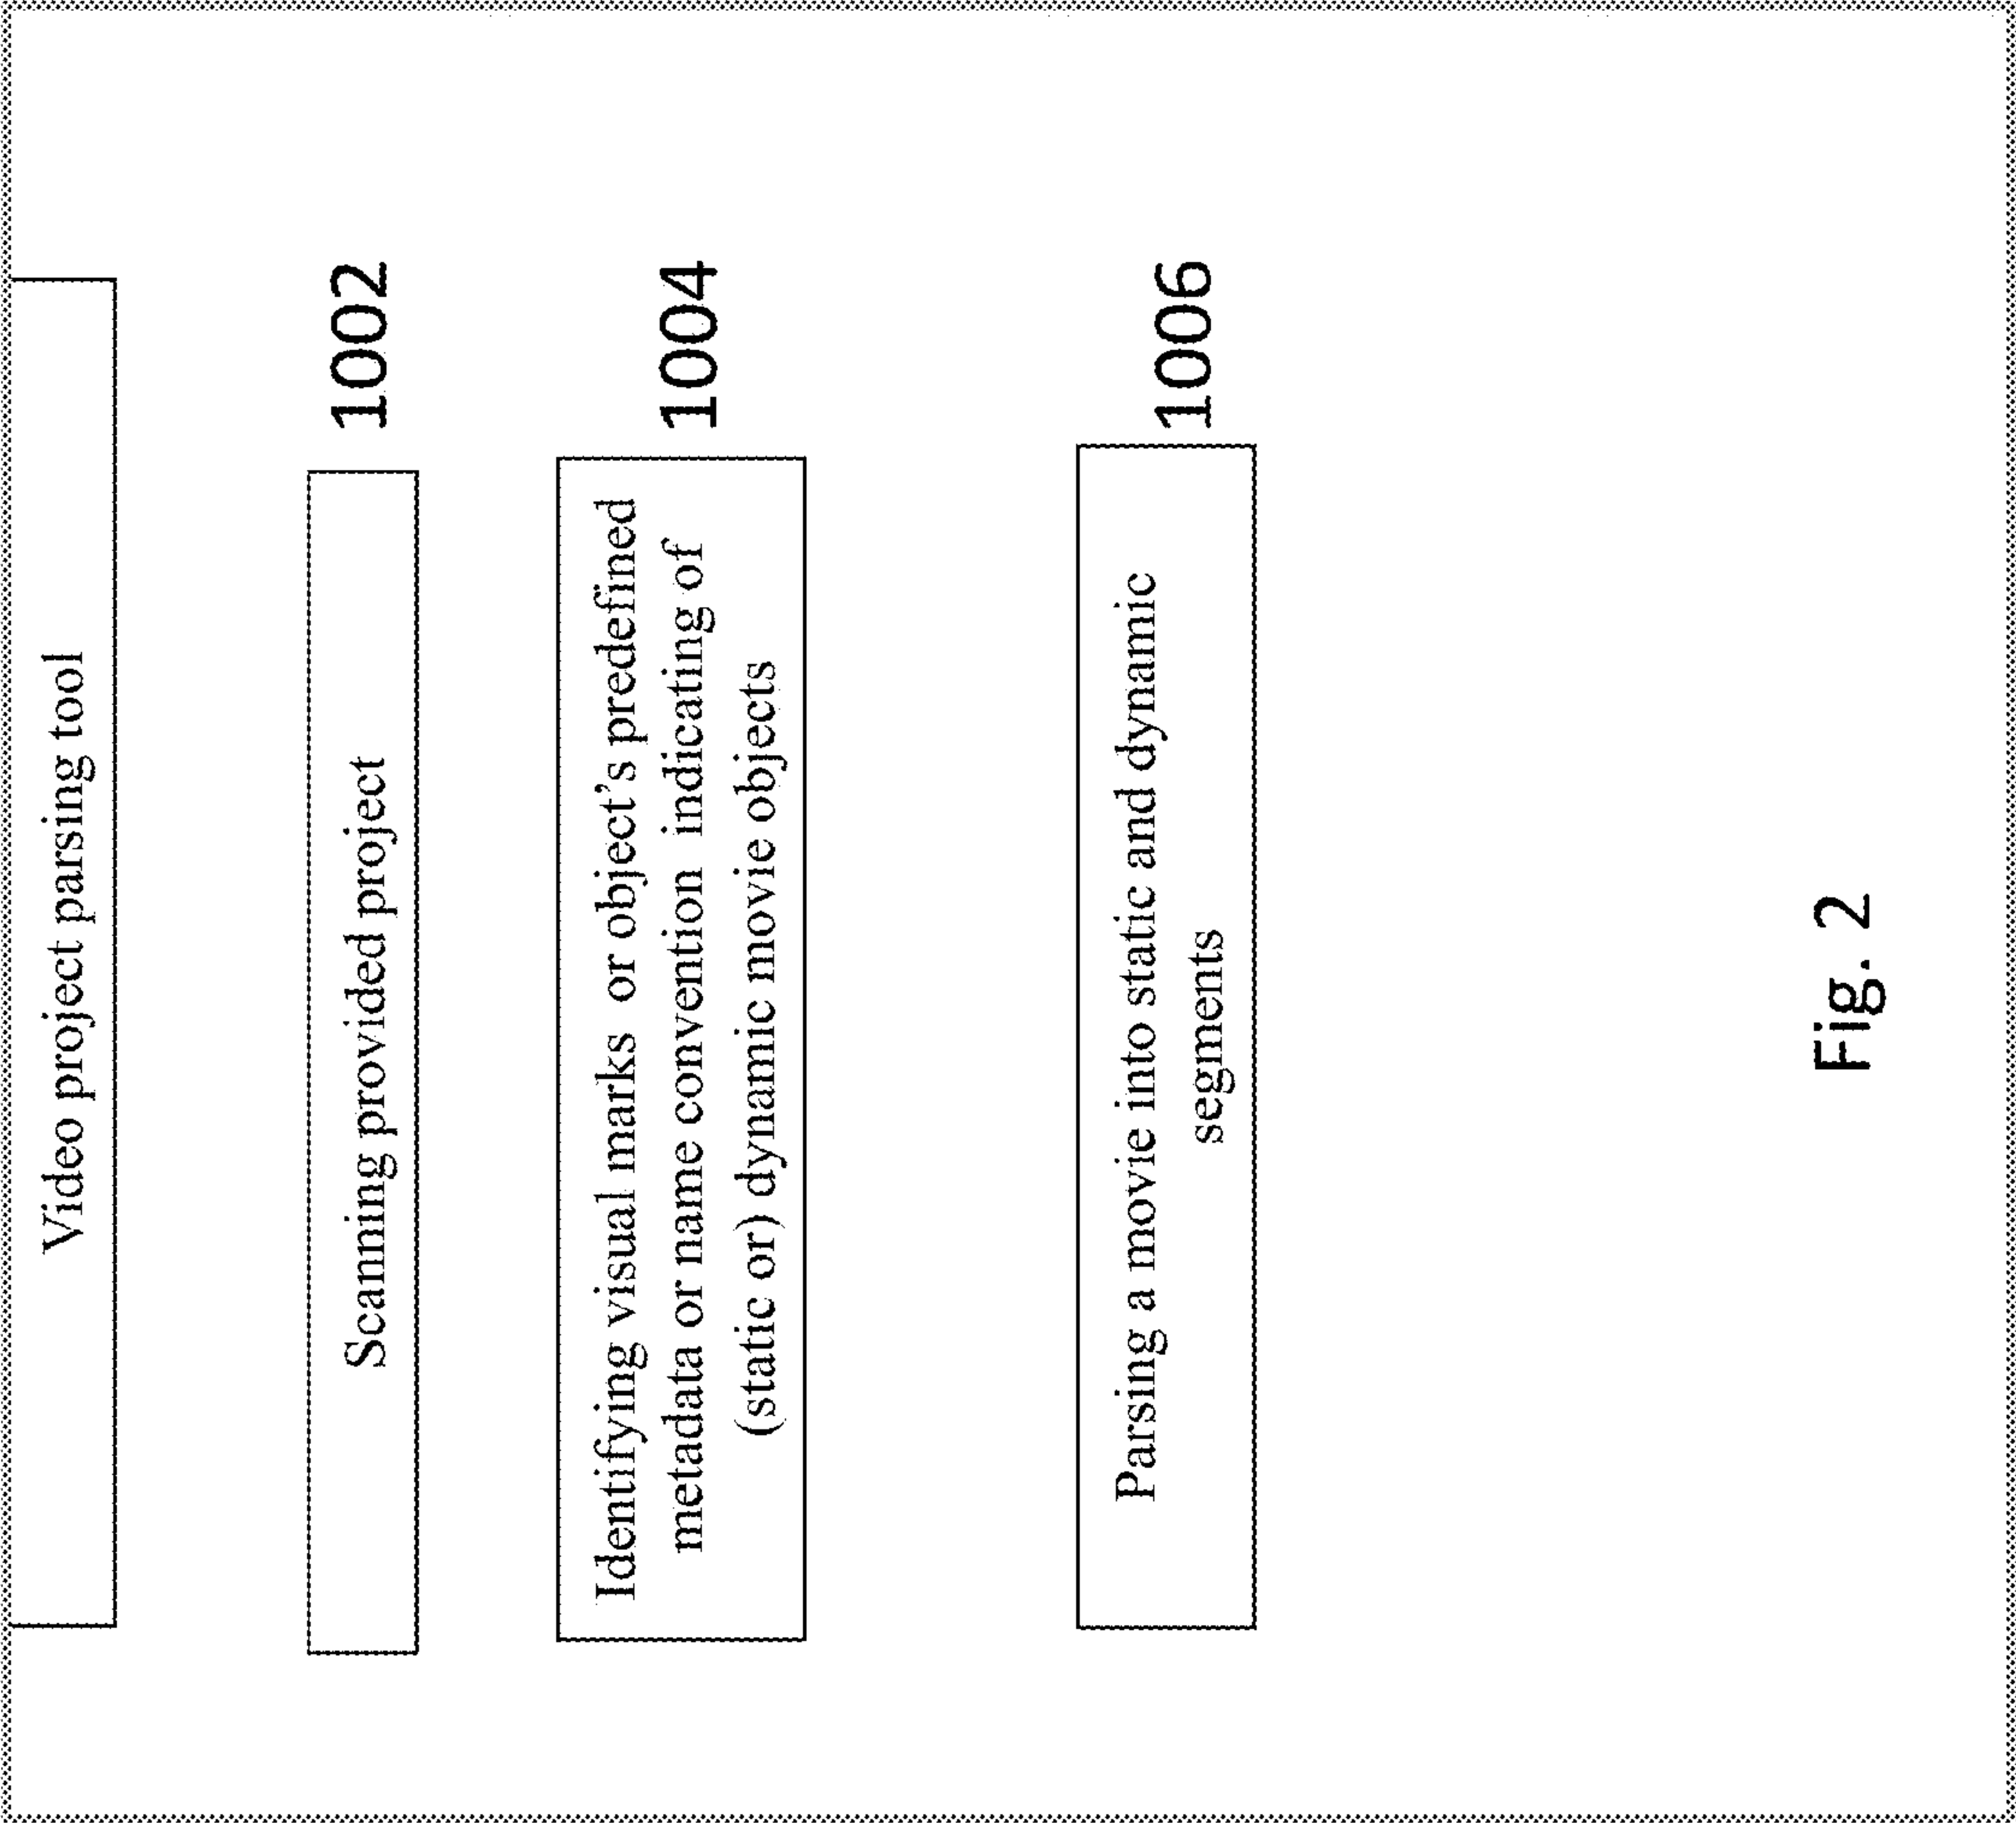 Video project parsing tool
Scanning provided project
1002
Identifying visual marks or object's predefined
metadata or name convention indicating of
(static or) dynamic movie objects
1004
Parsing a movie into static and dynamic
segments
1006
Fig. 2